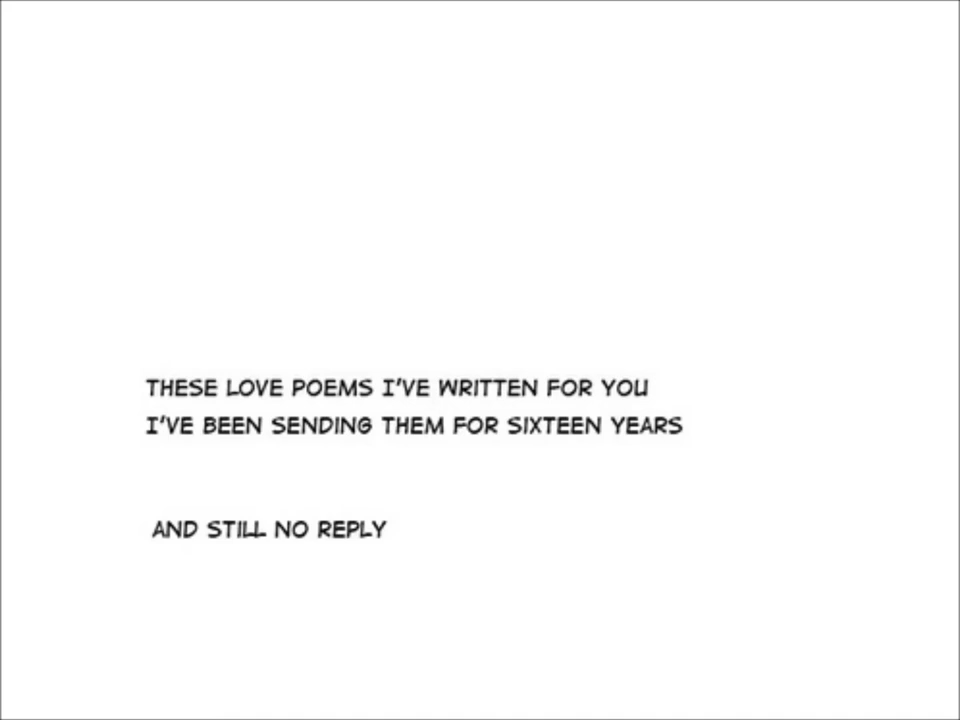 THESE LOVE POEMS I'VE WRITTEN FOR YOU
I'VE BEEN SENDING THEM FOR SIXTEEN YEARS
AND STILL NO REPLY